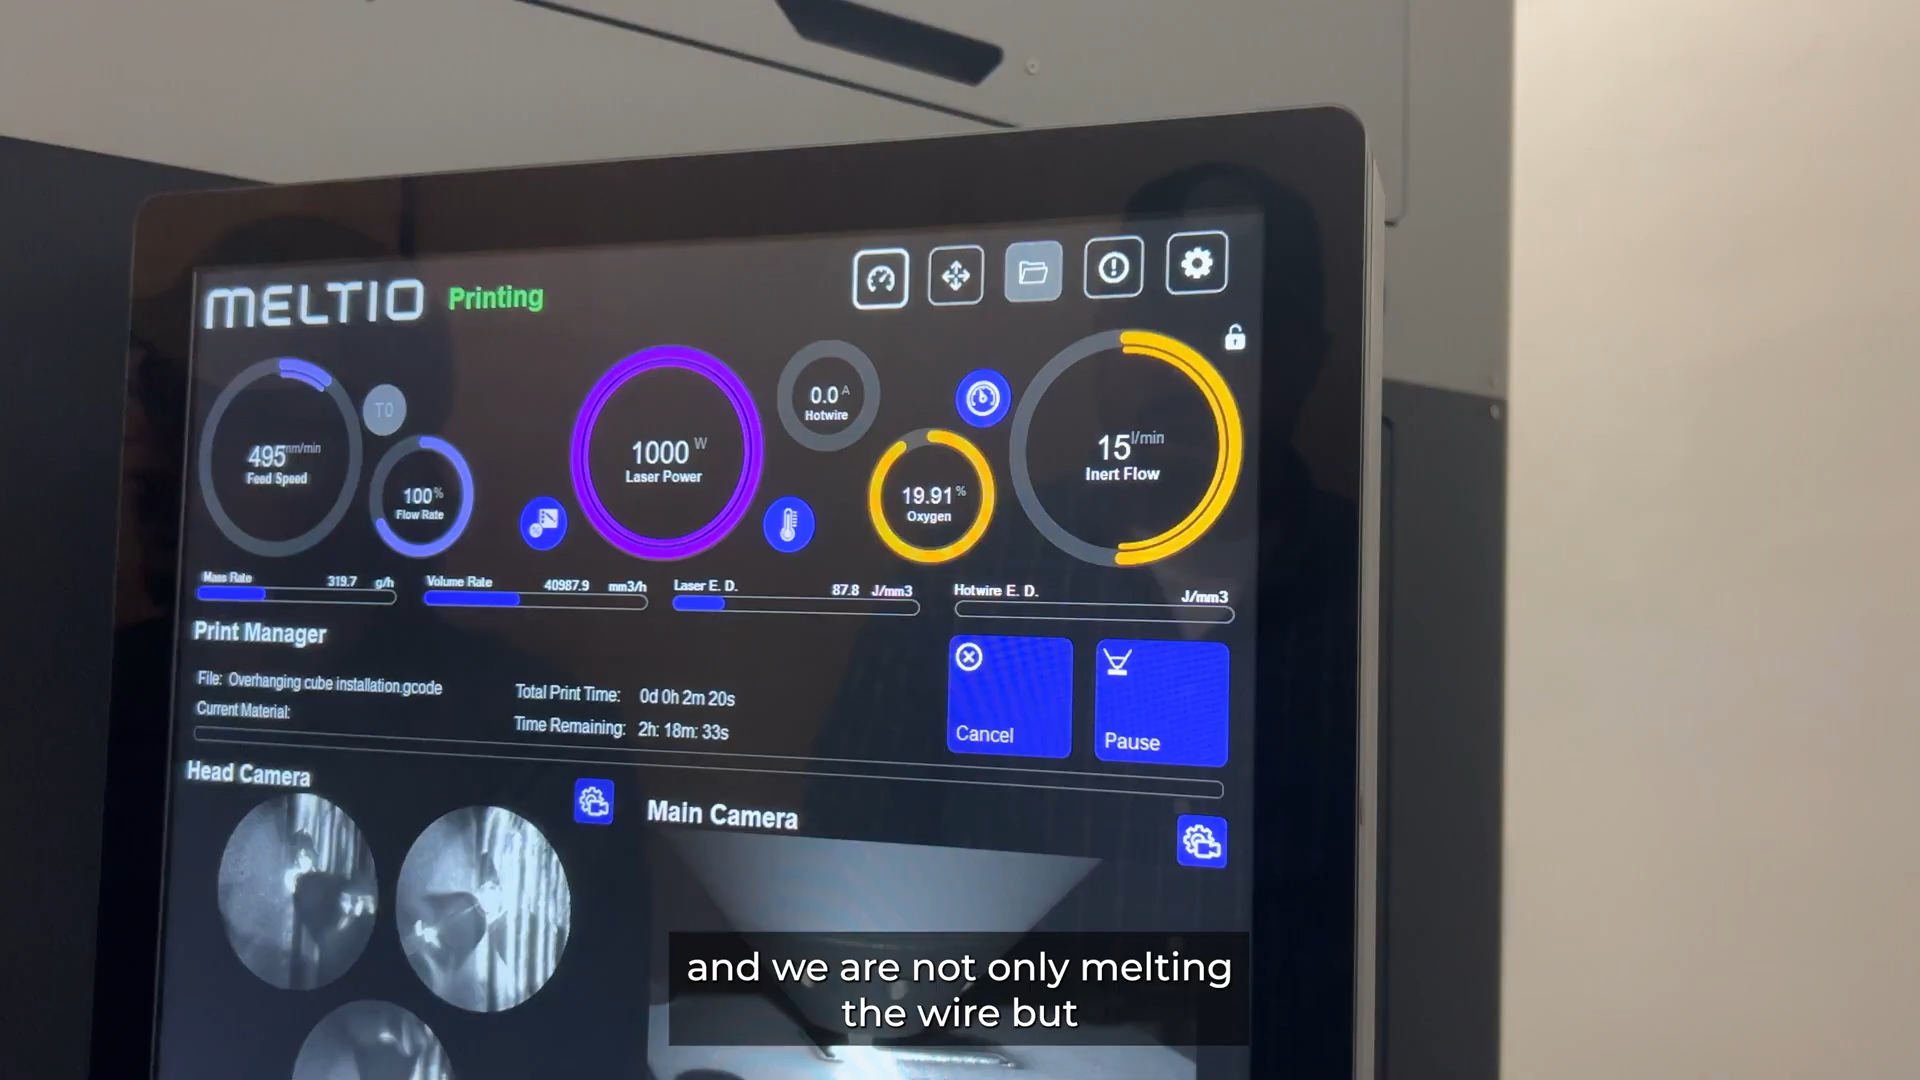 MELTIO Printing
495 mm/min
Feed Speed
T0
100 %
Flow Rate
1000 W
Laser Power
0.0 A
Hotwire
19.91 %
Oxygen
15 l/min
Inert Flow
Mass Rate 319.7 g/h
Volume Rate 40987.9 mm3/h
Laser E. D. 87.8 J/mm3
Hotwire E. D. J/mm3
Print Manager
File: Overhanging cube installation.gcode
Current Material:
Total Print Time: 0d 0h 2m 20s
Time Remaining: 2h: 18m: 33s
Cancel
Pause
Head Camera
Main Camera
and we are not only melting
the wire but